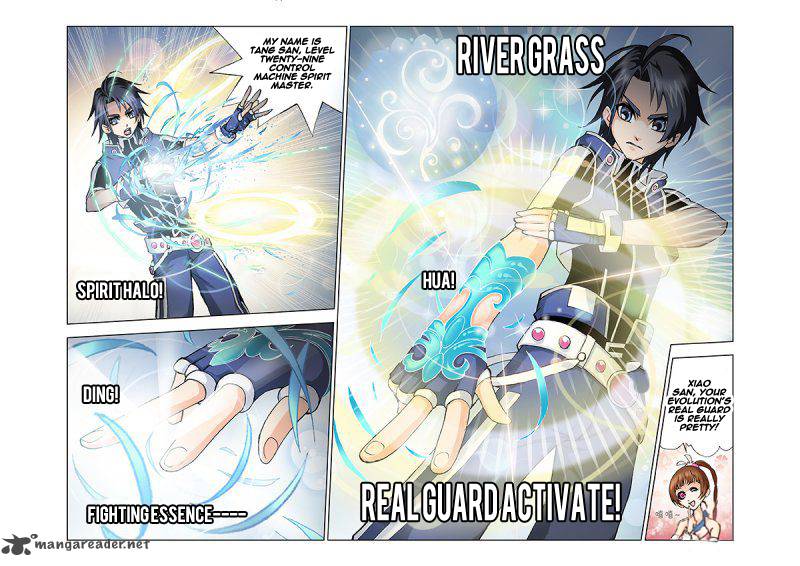 MY NAME IS
TANG SAN, LEVEL
TWENTY-NINE
CONTROL
MACHINE SPIRIT
MASTER.
SPIRIT HALO!
DING!
FIGHTING ESSENCE----
RIVER GRASS
HUA!
REAL GUARD ACTIVATE!
XIAO
SAN, YOUR
EVOLUTION'S
REAL GUARD
IS REALLY
PRETTY!
mangareader.net